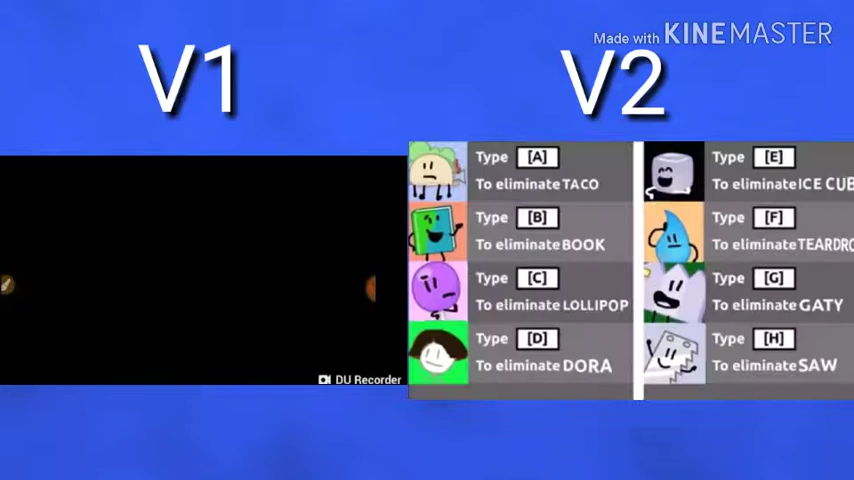 Made with KINEMASTER
V1
V2
Type [A]
To eliminate TACO
Type [B]
To eliminate BOOK
Type [C]
To eliminate LOLLIPOP
Type [D]
To eliminate DORA
Type [E]
To eliminate ICE CUB
Type [F]
To eliminate TEARDRO
Type [G]
To eliminate GATY
Type [H]
To eliminate SAW
DU Recorder